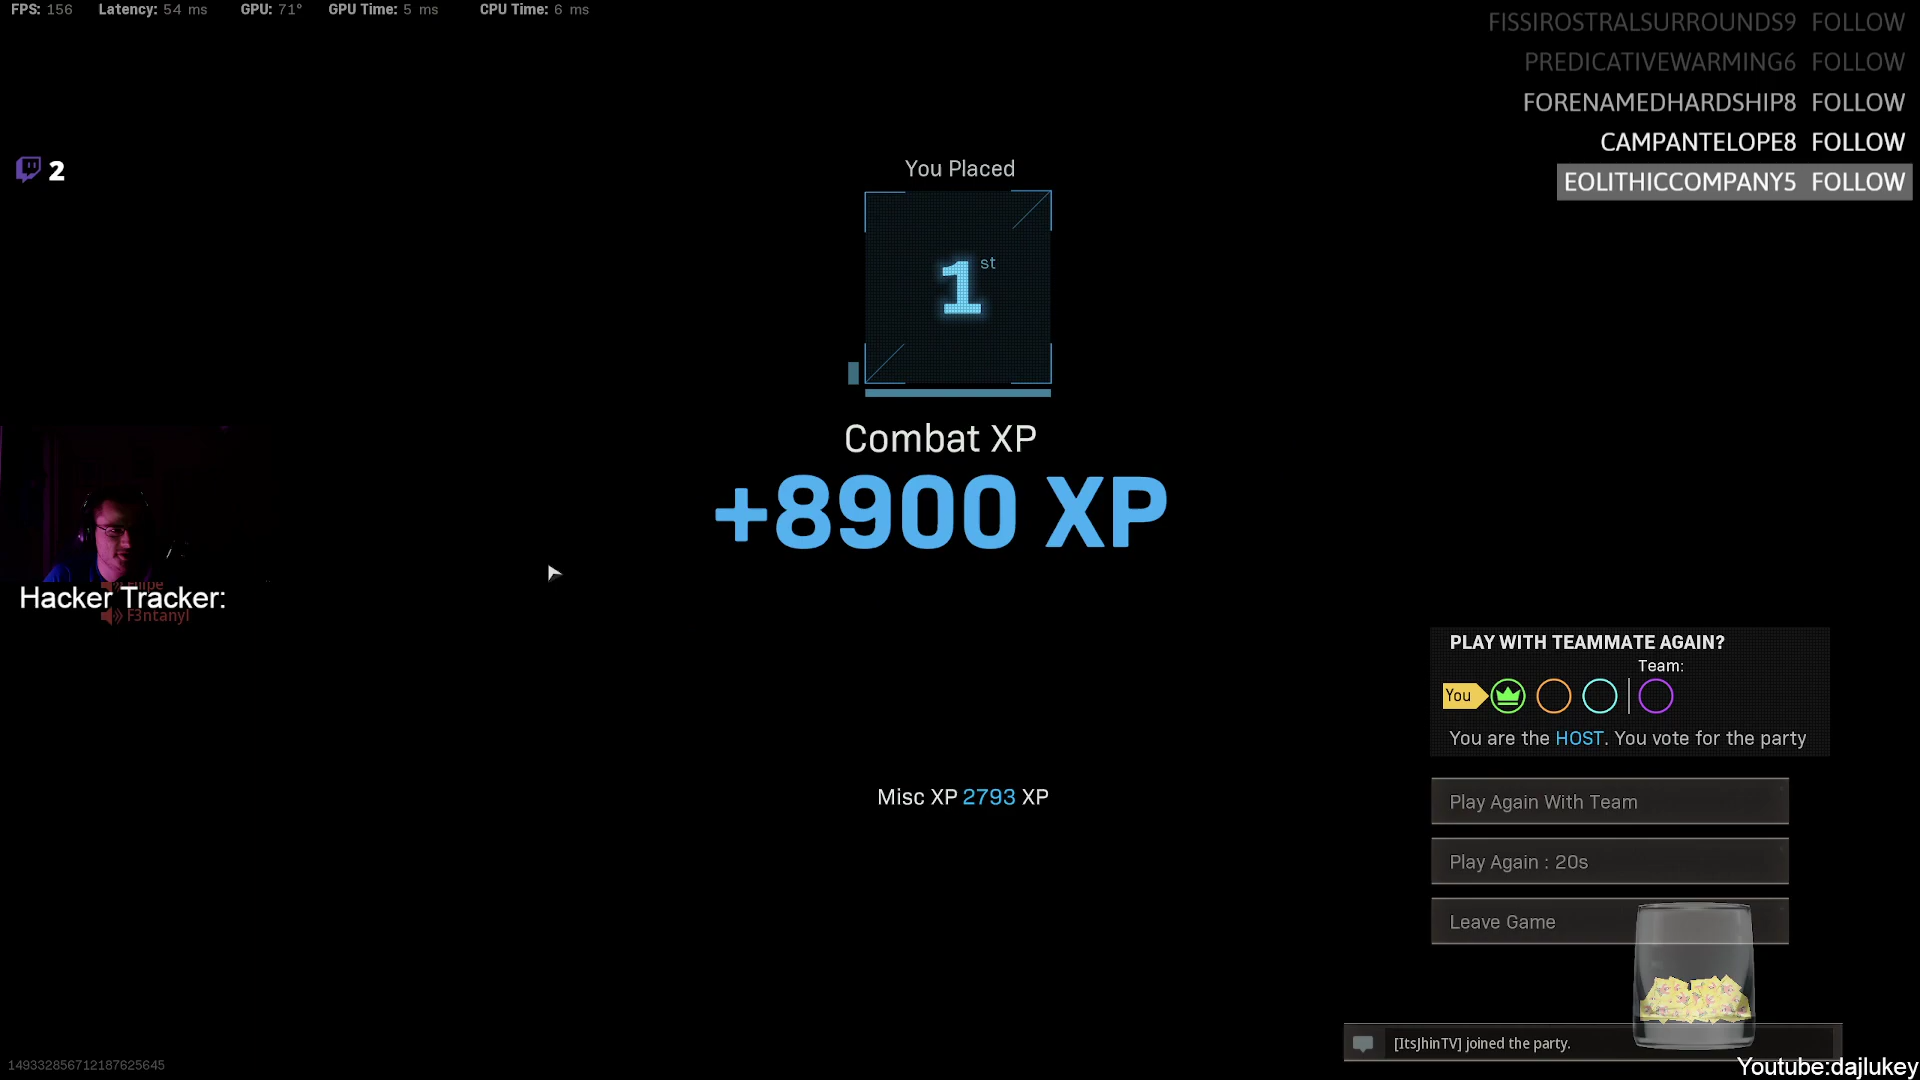 FPS: 156 Latency: 54 ms GPU: 71° GPU Time: 5 ms CPU Time: 6 ms
FISSIROSTRALSURROUNDS9 FOLLOW
PREDICATIVEWARMING6 FOLLOW
FORENAMEDHARDSHIP8 FOLLOW
CAMPANTELOPE8 FOLLOW
EOLITHICCOMPANY5 FOLLOW
2
You Placed
1st
Combat XP
+8900 XP
Misc XP 2793 XP
Hacker Tracker:
F3ntanyl
PLAY WITH TEAMMATE AGAIN?
Team:
You
You are the HOST. You vote for the party
Play Again With Team
Play Again : 20s
Leave Game
[ItsJhinTV] joined the party.
149332856712187625645
Youtube:dajlukey